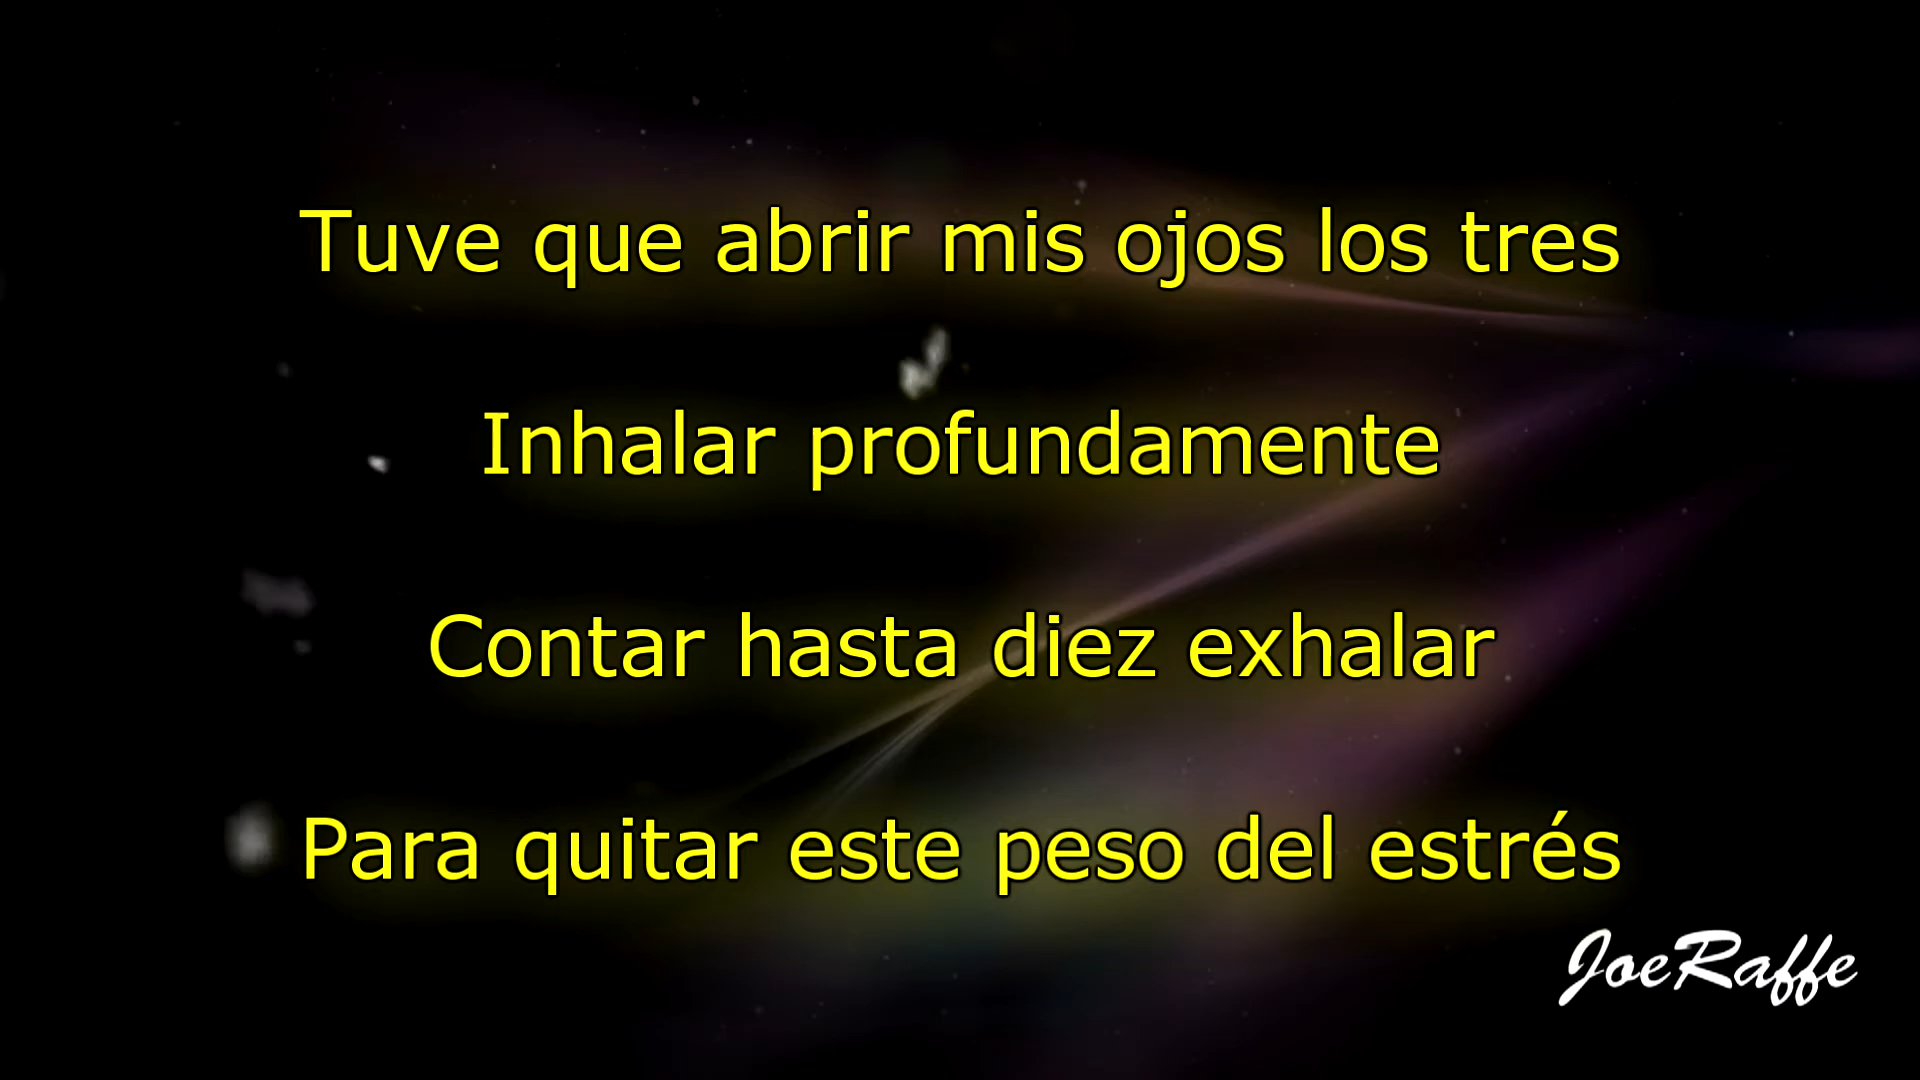 Tuve que abrir mis ojos los tres
Inhalar profundamente
Contar hasta diez exhalar
Para quitar este peso del estrés
JoeRaffe